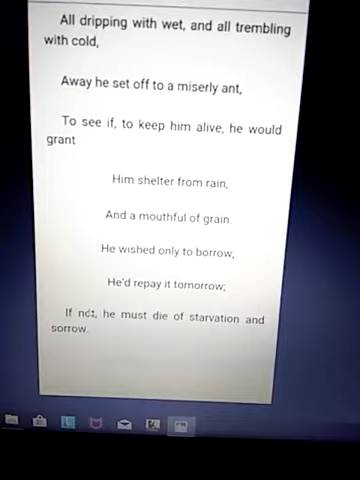 All dripping with wet, and all trembling
with cold,
Away he set off to a miserly ant,
To see if, to keep him alive, he would
grant
Him shelter from rain,
And a mouthful of grain.
He wished only to borrow,
He'd repay it tomorrow;
If not, he must die of starvation and
sorrow.